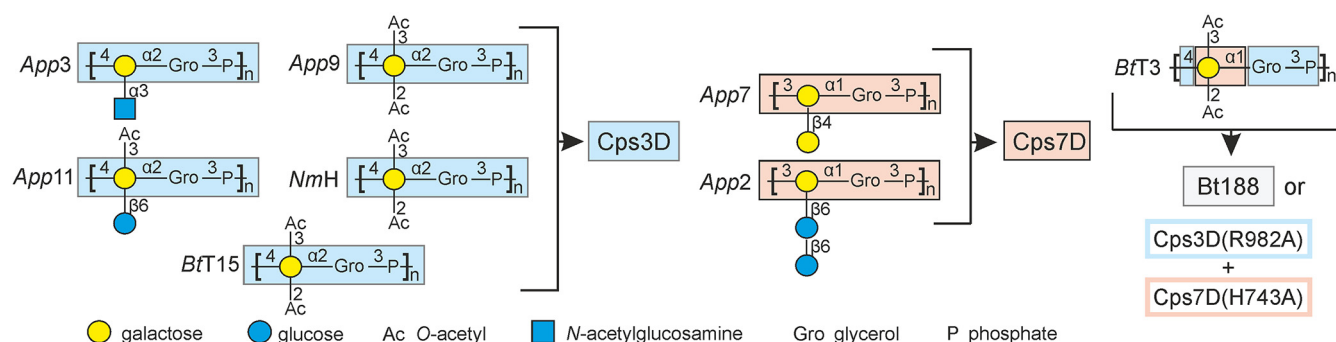 App3 [ 4 α2 Gro 3 P ]n
α3
Ac
App9 3 [ 4 α2 Gro 3 P ]n
2
Ac
Ac
App11 3 [ 4 α2 Gro 3 P ]n
β6
Ac
NmH 3 [ 4 α2 Gro 3 P ]n
2
Ac
Ac
BtT15 3 [ 4 α2 Gro 3 P ]n
2
Ac
Cps3D
App7 [ 3 α1 Gro 3 P ]n
β4
App2 [ 3 α1 Gro 3 P ]n
β6
β6
Cps7D
Ac
BtT3 3 [ 4 α1 Gro 3 P ]n
2
Ac
Bt188 or
Cps3D(R982A)
+
Cps7D(H743A)
galactose glucose Ac O-acetyl N-acetylglucosamine Gro glycerol P phosphate